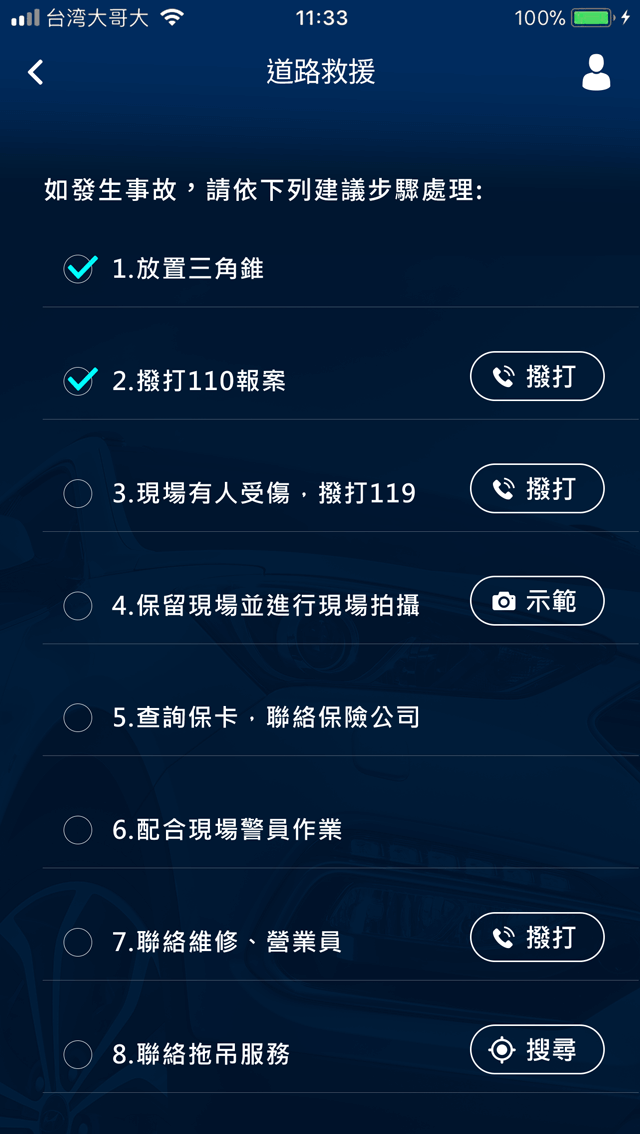 台湾大哥大
11:33
100%
道路救援
如發生事故，請依下列建議步驟處理:
1.放置三角錐
2.撥打110報案
撥打
3.現場有人受傷，撥打119
撥打
4.保留現場並進行現場拍攝
示範
5.查詢保卡，聯絡保險公司
6.配合現場警員作業
7.聯絡維修、營業員
撥打
8.聯絡拖吊服務
搜尋